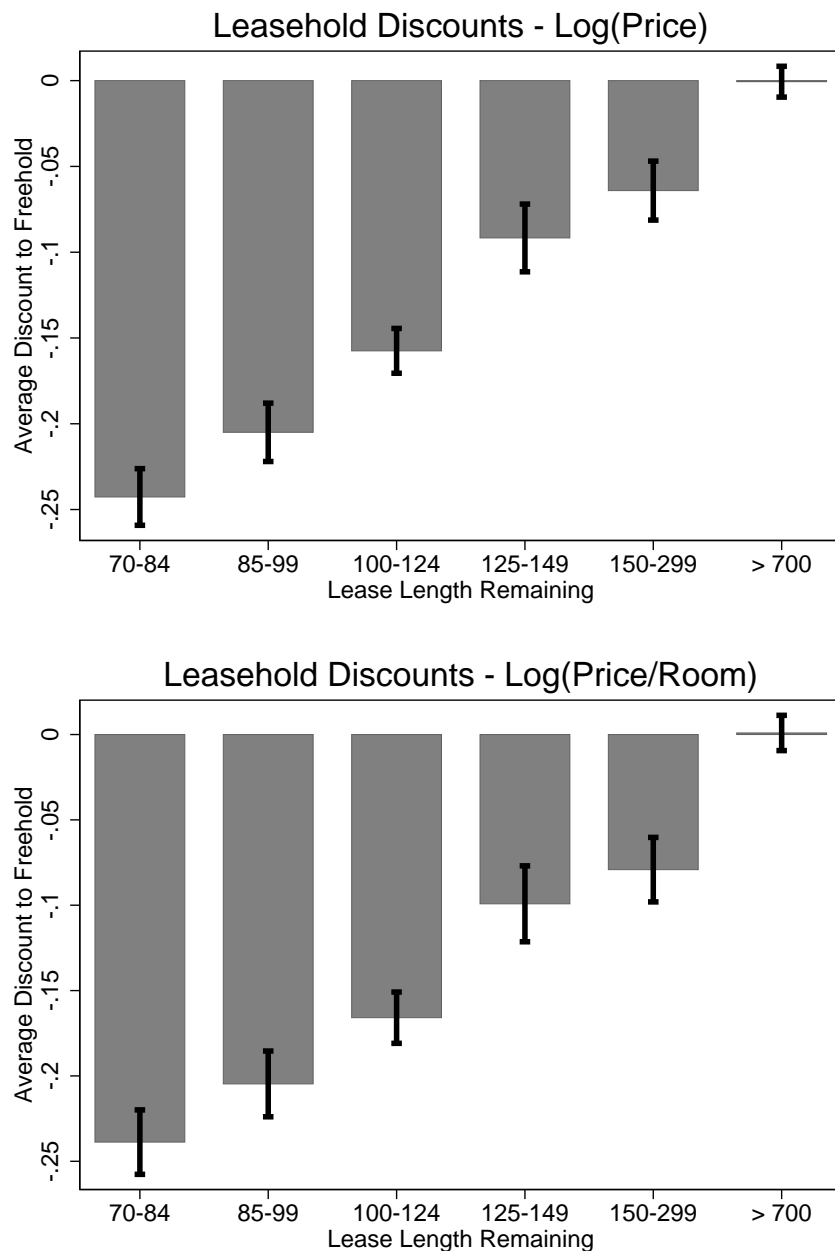 Leasehold Discounts - Log(Price)
Average Discount to Freehold
0
-.05
-.1
-.15
-.2
-.25
70-84 85-99 100-124 125-149 150-299 > 700
Lease Length Remaining
Leasehold Discounts - Log(Price/Room)
Average Discount to Freehold
0
-.05
-.1
-.15
-.2
-.25
70-84 85-99 100-124 125-149 150-299 > 700
Lease Length Remaining